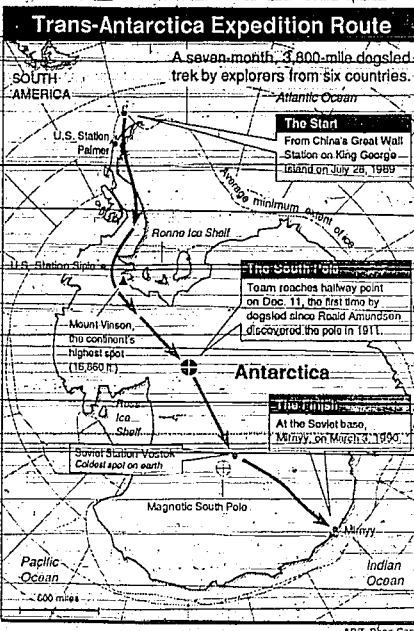 Trans-Antarctica Expedition Route
A seven-month, 3,800-mile dogsled
trek by explorers from six countries.
SOUTH
AMERICA
Atlantic Ocean
U.S. Station
Palmer
The Start
From China's Great Wall
Station on King George
Island on July 28, 1989
Average minimum extent of ice
Ronne Ice Shelf
U.S. Station Siple
The South Pole
Team reaches halfway point
on Dec. 11, the first time by
dogsled since Roald Amundson
discovered the pole in 1911.
Mount Vinson,
the continent's
highest spot
(16,860 ft.)
Antarctica
Ross
Ice
Shelf
The Finish
At the Soviet base,
Mirnyy, on March 3, 1990.
Soviet Station Vostok
Coldest spot on earth
Magnetic South Pole
Mirnyy
Pacific
Ocean
Indian
Ocean
600 miles